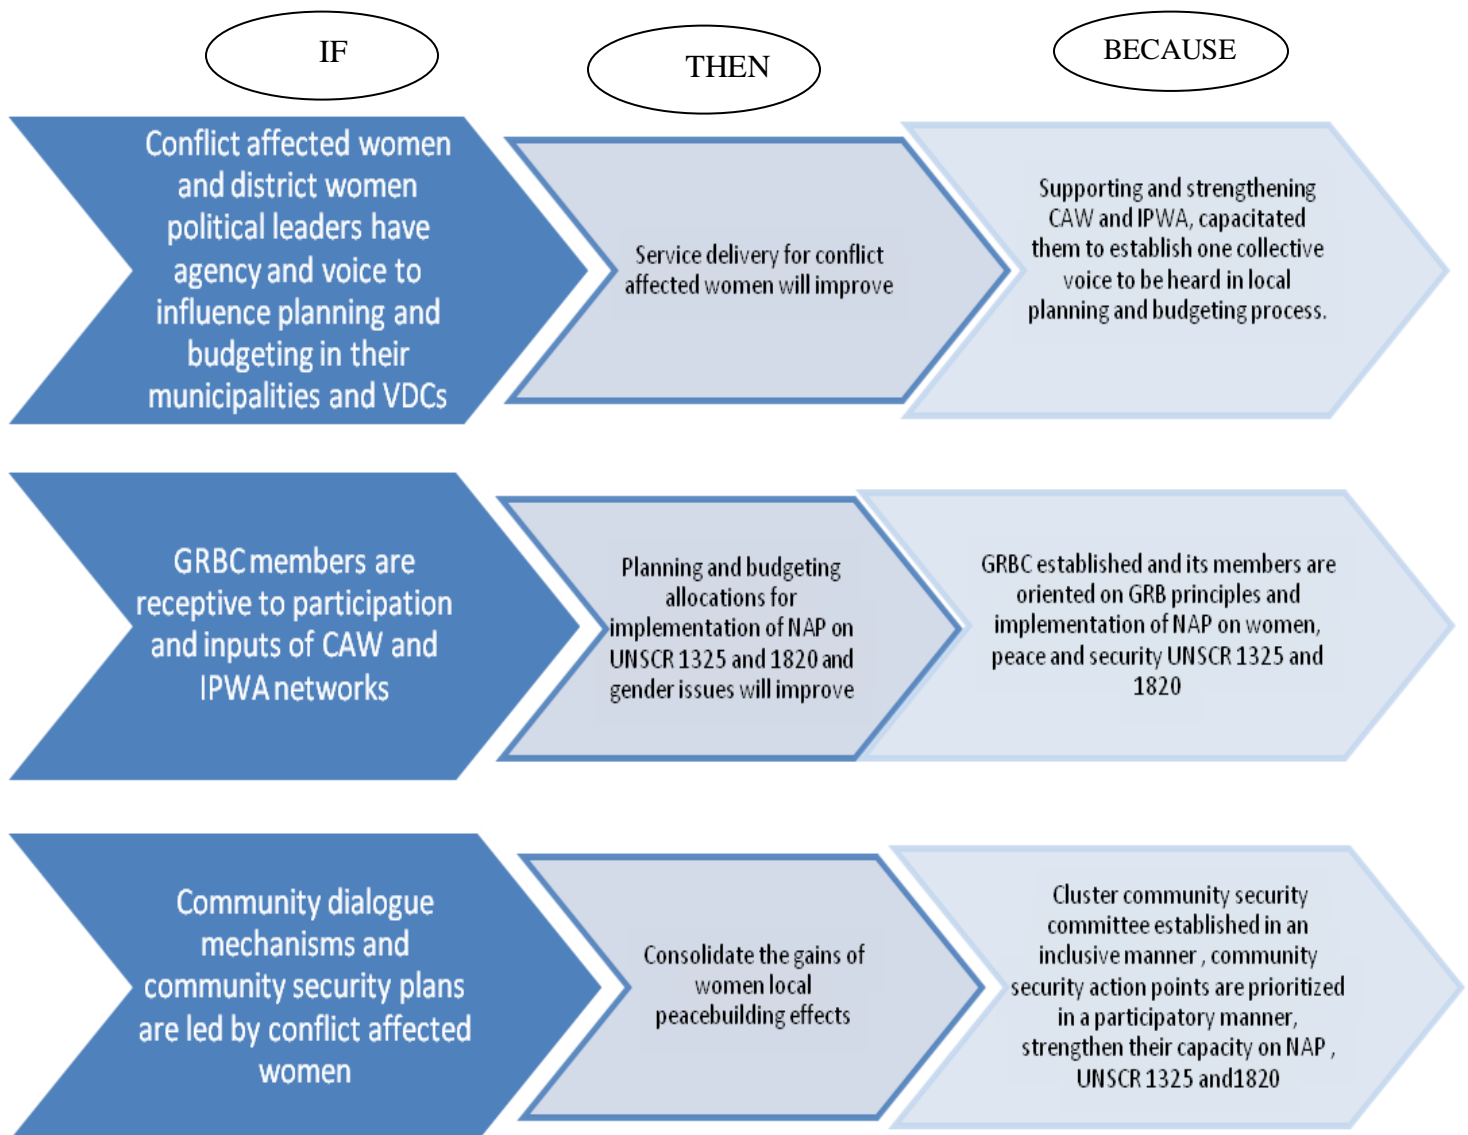 IF
THEN
BECAUSE
Conflict affected women
and district women
political leaders have
agency and voice to
influence planning and
budgeting in their
municipalities and VDCs
Service delivery for conflict
affected women will improve
Supporting and strengthening
CAW and IPWA, capacitated
them to establish one collective
voice to be heard in local
planning and budgeting process.
GRBC members are
receptive to participation
and inputs of CAW and
IPWA networks
Planning and budgeting
allocations for
implementation of NAP on
UNSCR 1325 and 1820 and
gender issues will improve
GRBC established and its members are
oriented on GRB principles and
implementation of NAP on women,
peace and security UNSCR 1325 and
1820
Community dialogue
mechanisms and
community security plans
are led by conflict affected
women
Consolidate the gains of
women local
peacebuilding effects
Cluster community security
committee established in an
inclusive manner , community
security action points are prioritized
in a participatory manner,
strengthen their capacity on NAP ,
UNSCR 1325 and1820